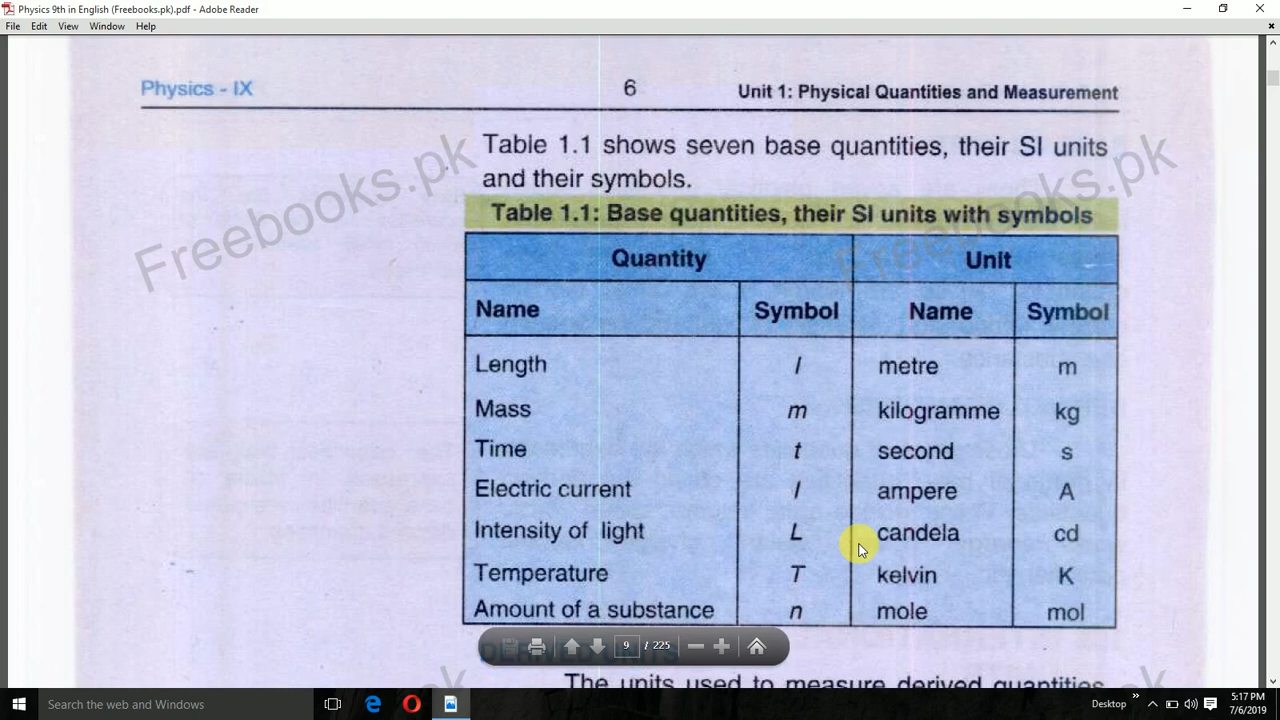 Physics 9th in English (Freebooks.pk).pdf - Adobe Reader
File Edit View Window Help
Physics - IX 6 Unit 1: Physical Quantities and Measurement
Table 1.1 shows seven base quantities, their SI units
and their symbols.
Table 1.1: Base quantities, their SI units with symbols
Quantity Unit
Name Symbol Name Symbol
Length l metre m
Mass m kilogramme kg
Time t second s
Electric current I ampere A
Intensity of light L candela cd
Temperature T kelvin K
Amount of a substance n mole mol
9 / 225
DERIVED UNITS
The units used to measure derived quantities
Freebooks.pk
Freebooks.pk
Search the web and Windows
Desktop
5:17 PM
7/6/2019